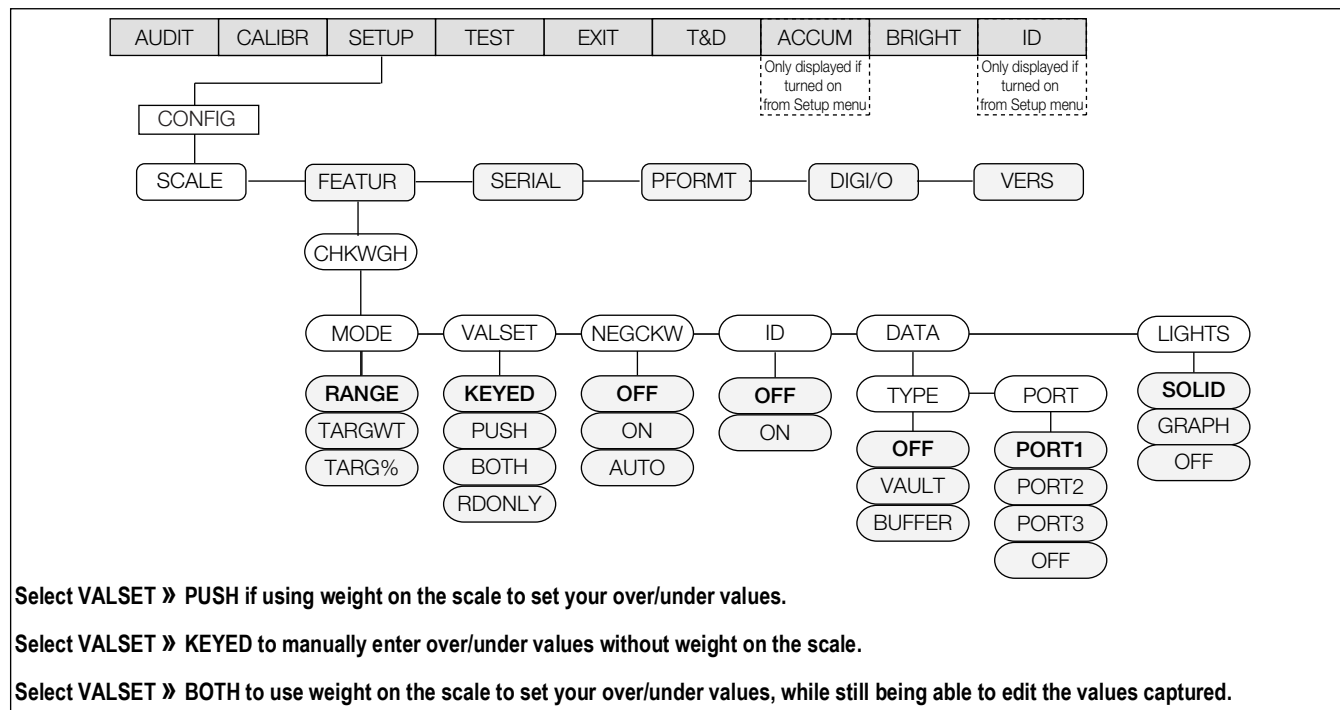 AUDIT CALIBR SETUP TEST EXIT T&D ACCUM BRIGHT ID
Only displayed if
turned on
from Setup menu
Only displayed if
turned on
from Setup menu
CONFIG
SCALE FEATUR SERIAL PFORMT DIGI/O VERS
CHKWGH
MODE VALSET NEGCKW ID DATA LIGHTS
RANGE KEYED OFF OFF TYPE PORT SOLID
TARGWT PUSH ON ON OFF PORT1 GRAPH
TARG% BOTH AUTO VAULT PORT2 OFF
RDONLY BUFFER PORT3
OFF
Select VALSET » PUSH if using weight on the scale to set your over/under values.
Select VALSET » KEYED to manually enter over/under values without weight on the scale.
Select VALSET » BOTH to use weight on the scale to set your over/under values, while still being able to edit the values captured.